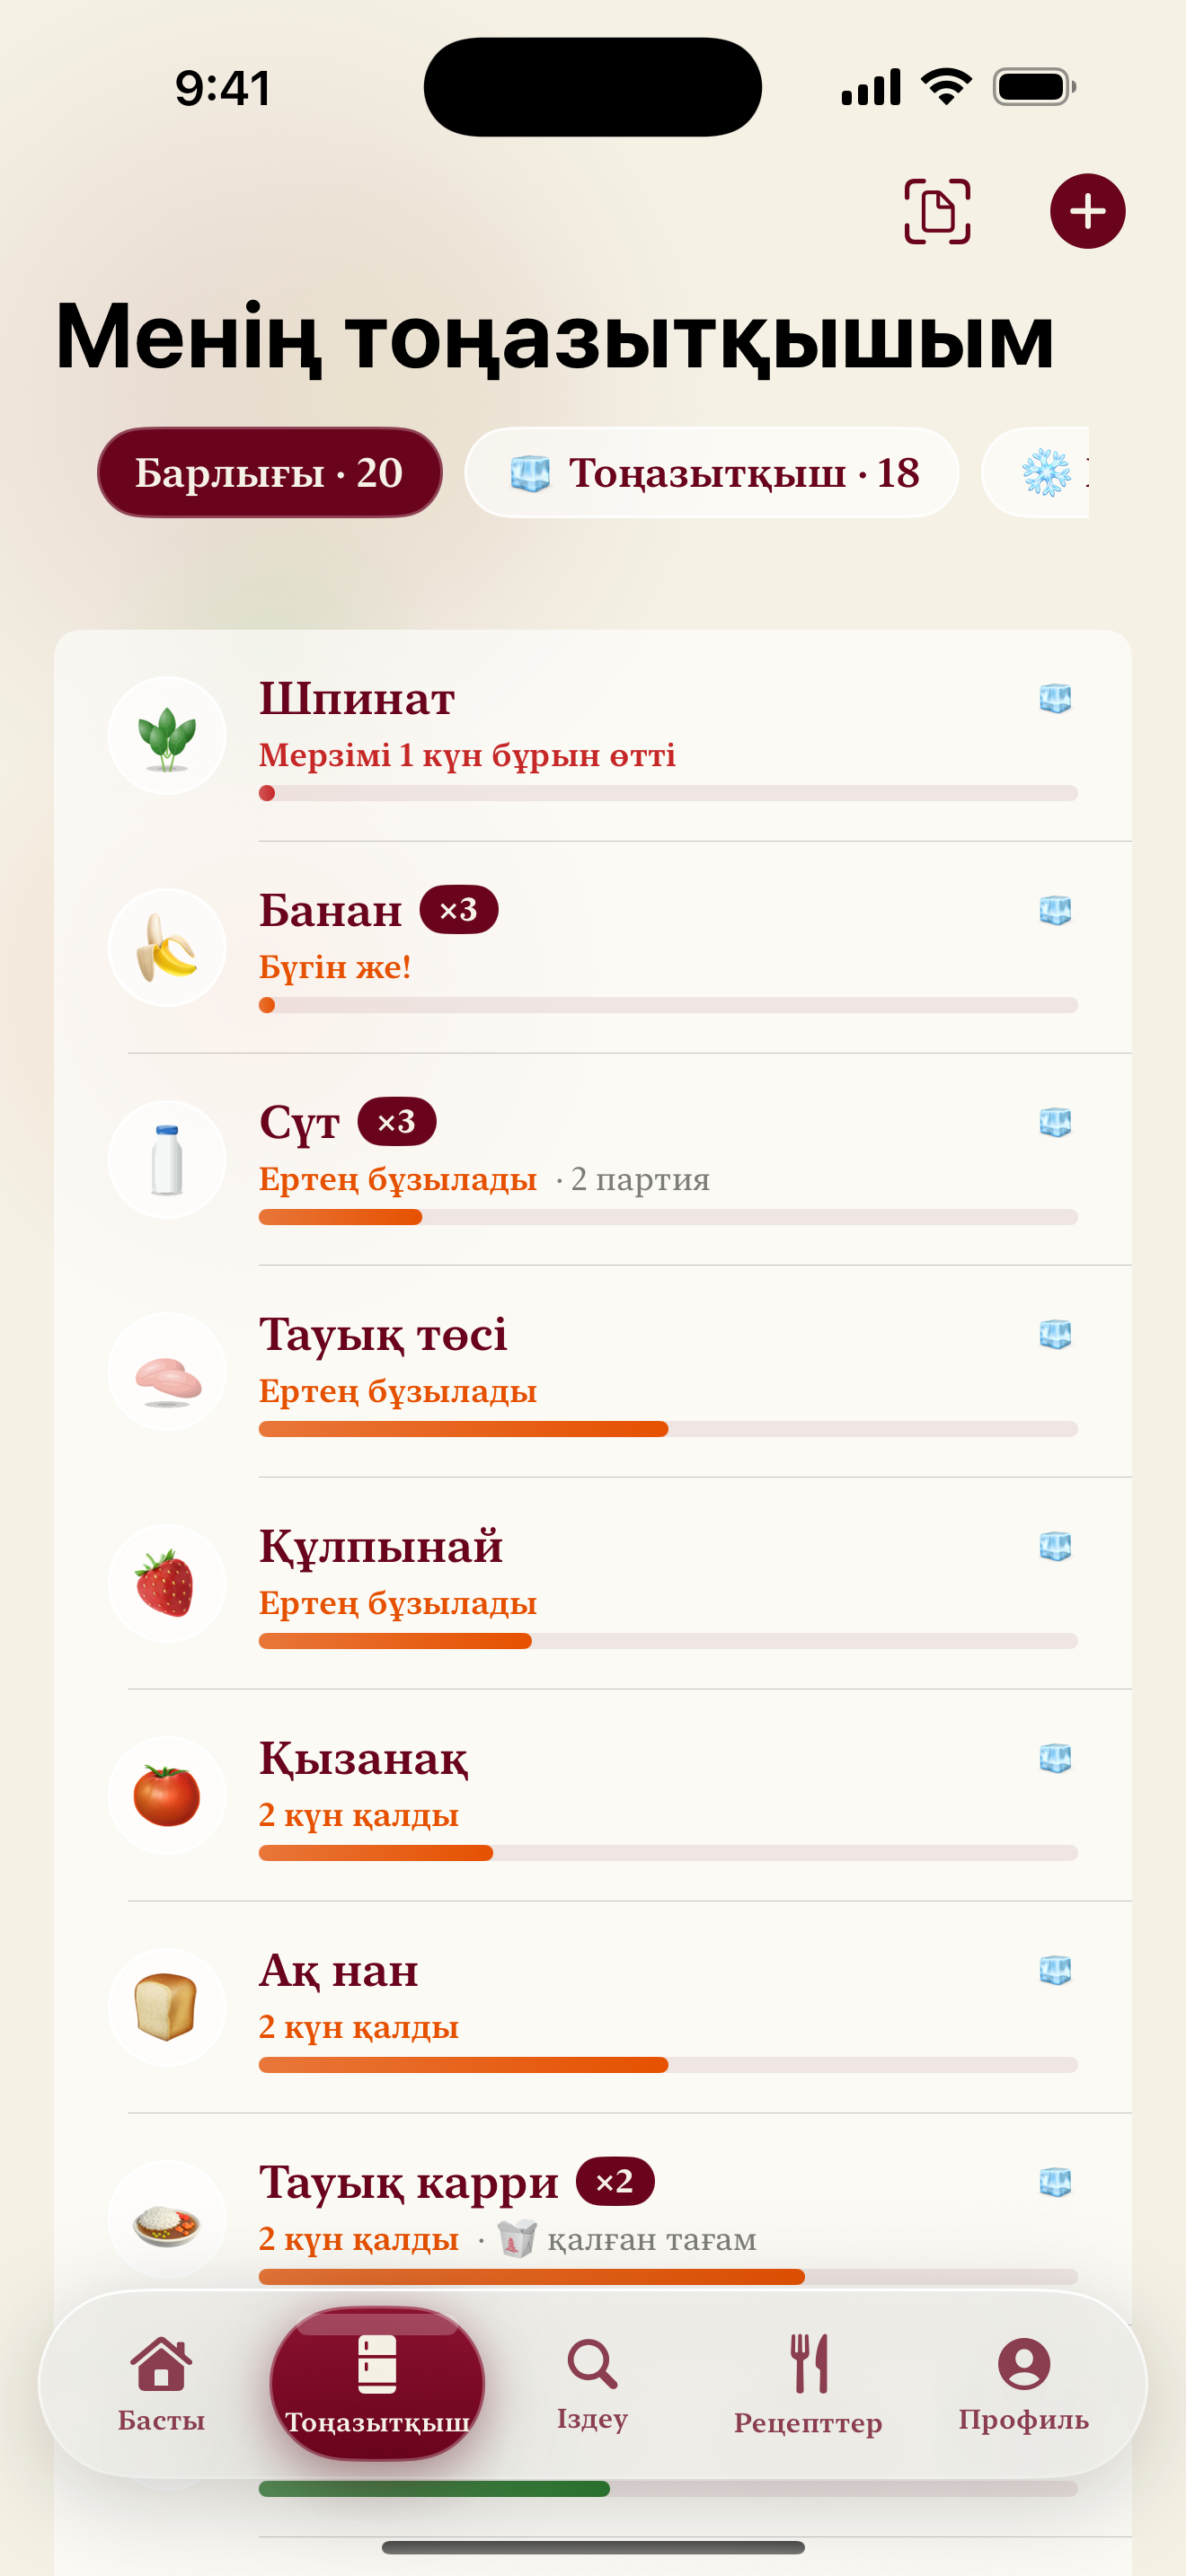 9:41
Менің тоңазытқышым
Барлығы · 20
Тоңазытқыш · 18
Шпинат
Мерзімі 1 күн бұрын өтті
Банан ×3
Бүгін же!
Сүт ×3
Ертең бұзылады · 2 партия
Тауық төсі
Ертең бұзылады
Құлпынай
Ертең бұзылады
Қызанақ
2 күн қалды
Ақ нан
2 күн қалды
Тауық карри ×2
2 күн қалды · қалған тағам
Басты
Тоңазытқыш
Іздеу
Рецепттер
Профиль